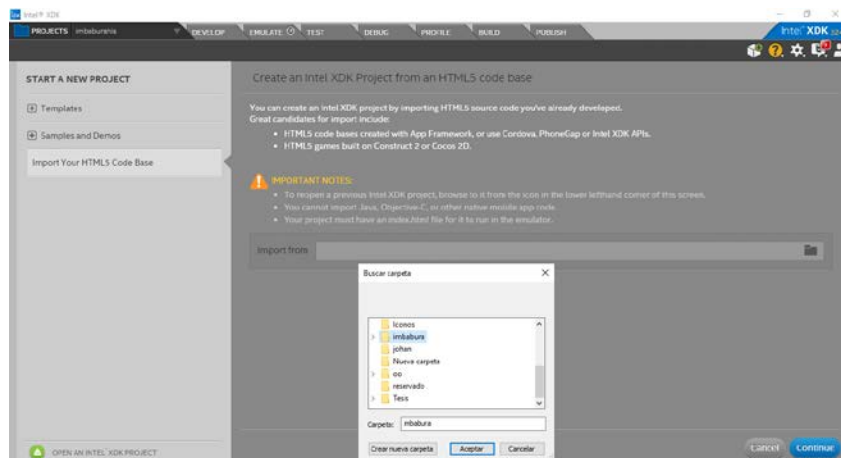 Intel® XDK
PROJECTS imbaburina DEVELOP EMULATE TEST DEBUG PROFILE BUILD PUBLISH Intel XDK
START A NEW PROJECT
Templates
Samples and Demos
Import Your HTML5 Code Base
OPEN AN INTEL XDK PROJECT
Create an Intel XDK Project from an HTML5 code base
You can create an intel XDK project by importing HTML5 source code you've already developed.
Great candidates for import include:
• HTML5 code bases created with App Framework, or use Cordova, PhoneGap or Intel XDK APIs.
• HTML5 games built on Construct 2 or Cocos 2D.
IMPORTANT NOTES:
• To reopen a previous Intel XDK project, browse to it from the icon in the lower lefthand corner of this screen.
• You cannot import Java, Objective-C, or other native mobile app code.
• Your project must have an index.html file for it to run in the emulator.
Import from
Buscar carpeta
Iconos
imbabura
johan
Nueva carpeta
oo
reservado
Tesis
Carpeta: mbabura
Crear nueva carpeta Aceptar Cancelar
Cancel Continue